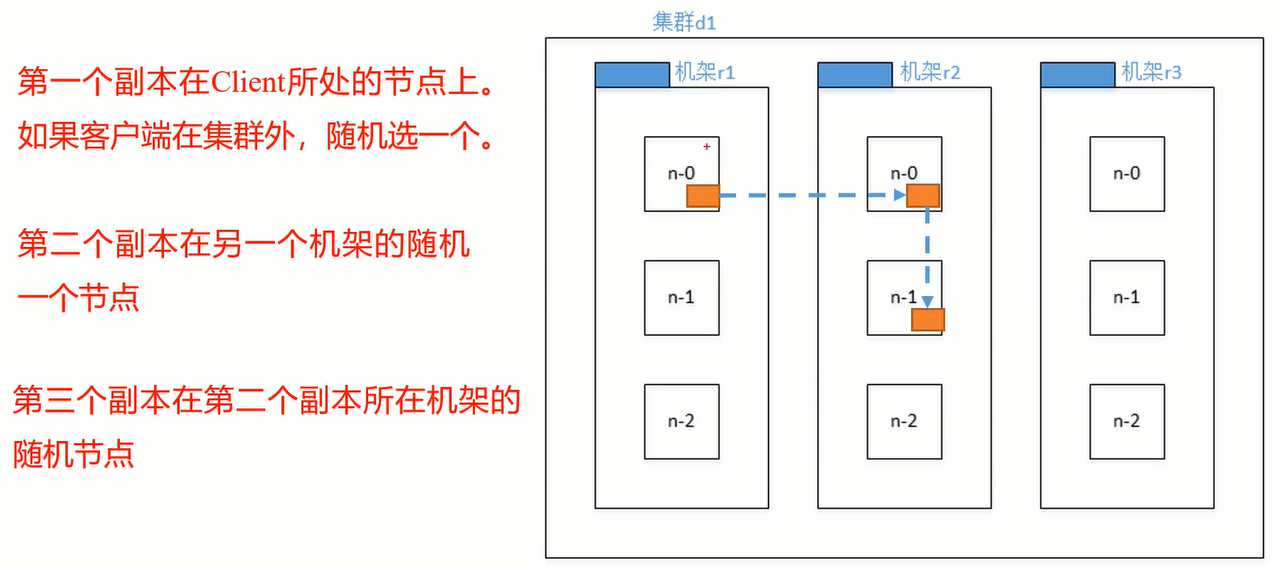 第一个副本在Client所处的节点上。
如果客户端在集群外，随机选一个。
第二个副本在另一个机架的随机
一个节点
第三个副本在第二个副本所在机架的
随机节点
集群d1
机架r1
机架r2
机架r3
n-0
n-0
n-0
n-1
n-1
n-1
n-2
n-2
n-2